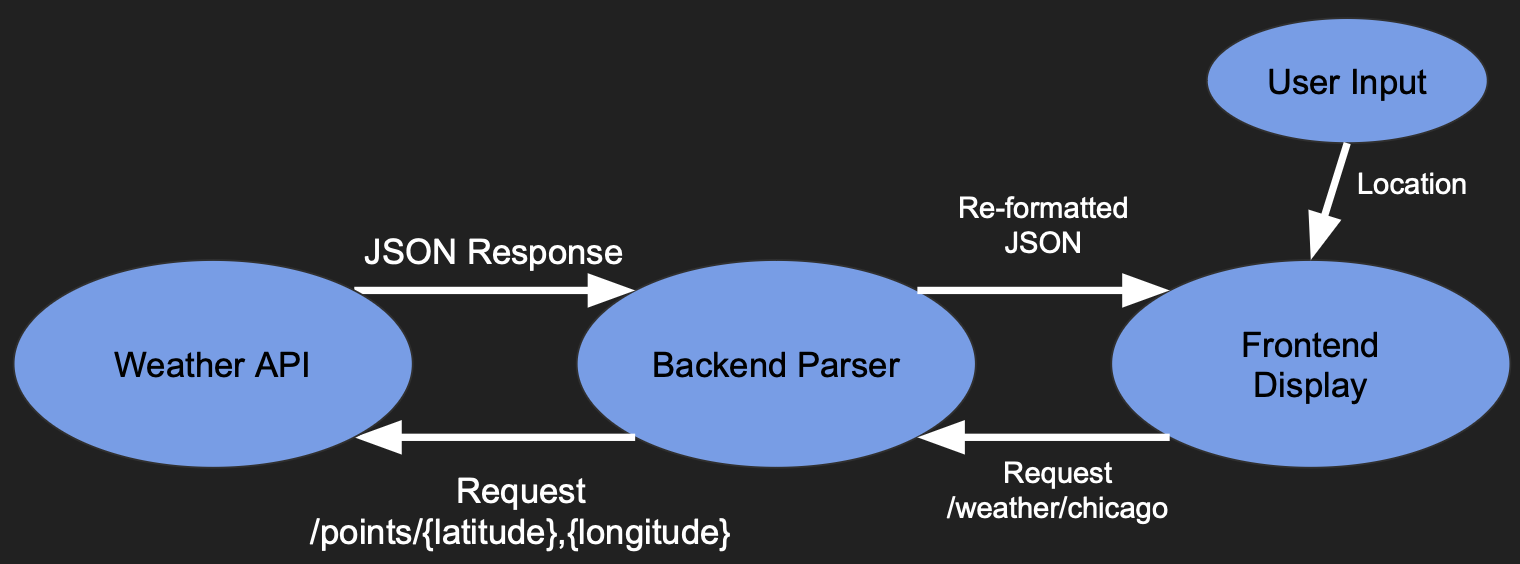 User Input
Location
Re-formatted
JSON
JSON Response
Weather API
Backend Parser
Frontend
Display
Request
/weather/chicago
Request
/points/{latitude},{longitude}